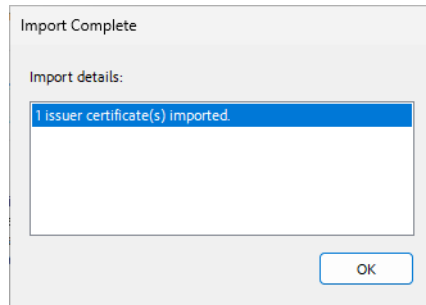 Import Complete
Import details:
1 issuer certificate(s) imported.
OK